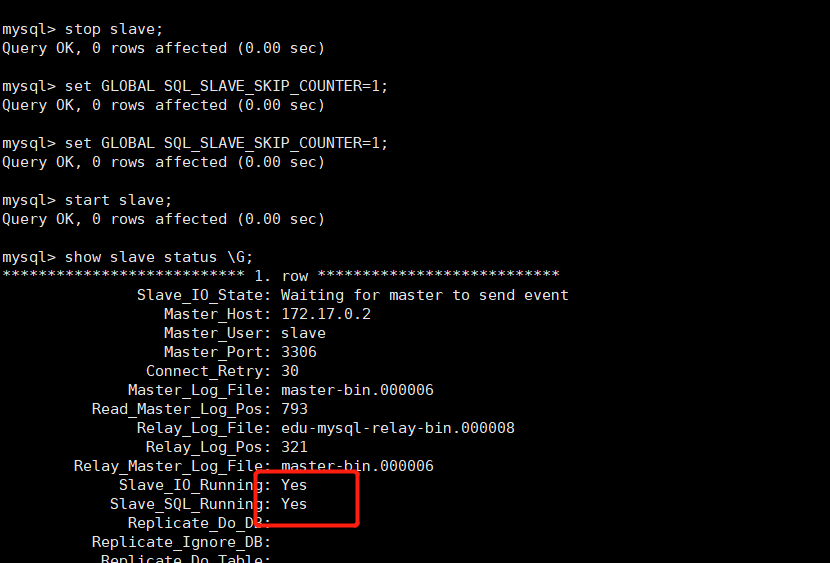 mysql> stop slave;
Query OK, 0 rows affected (0.00 sec)
mysql> set GLOBAL SQL_SLAVE_SKIP_COUNTER=1;
Query OK, 0 rows affected (0.00 sec)
mysql> set GLOBAL SQL_SLAVE_SKIP_COUNTER=1;
Query OK, 0 rows affected (0.00 sec)
mysql> start slave;
Query OK, 0 rows affected (0.00 sec)
mysql> show slave status \G;
*************************** 1. row ***************************
Slave_IO_State: Waiting for master to send event
Master_Host: 172.17.0.2
Master_User: slave
Master_Port: 3306
Connect_Retry: 30
Master_Log_File: master-bin.000006
Read_Master_Log_Pos: 793
Relay_Log_File: edu-mysql-relay-bin.000008
Relay_Log_Pos: 321
Relay_Master_Log_File: master-bin.000006
Slave_IO_Running: Yes
Slave_SQL_Running: Yes
Replicate_Do_DB:
Replicate_Ignore_DB:
Replicate_Do_Table: